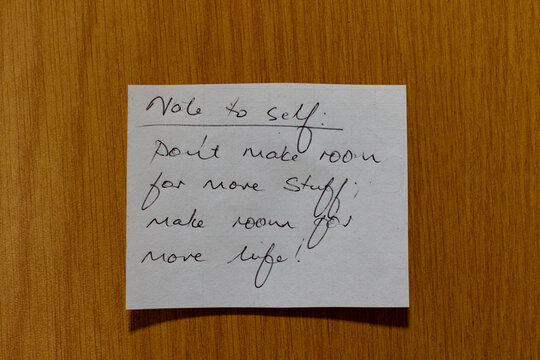 Note to self:
Don't make room
for more stuff;
make room for
more life!